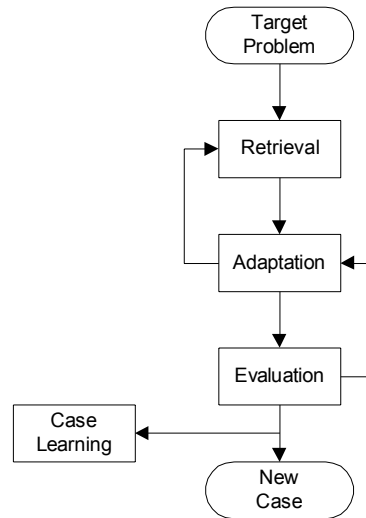 Target
Problem
Retrieval
Adaptation
Evaluation
Case
Learning
New
Case